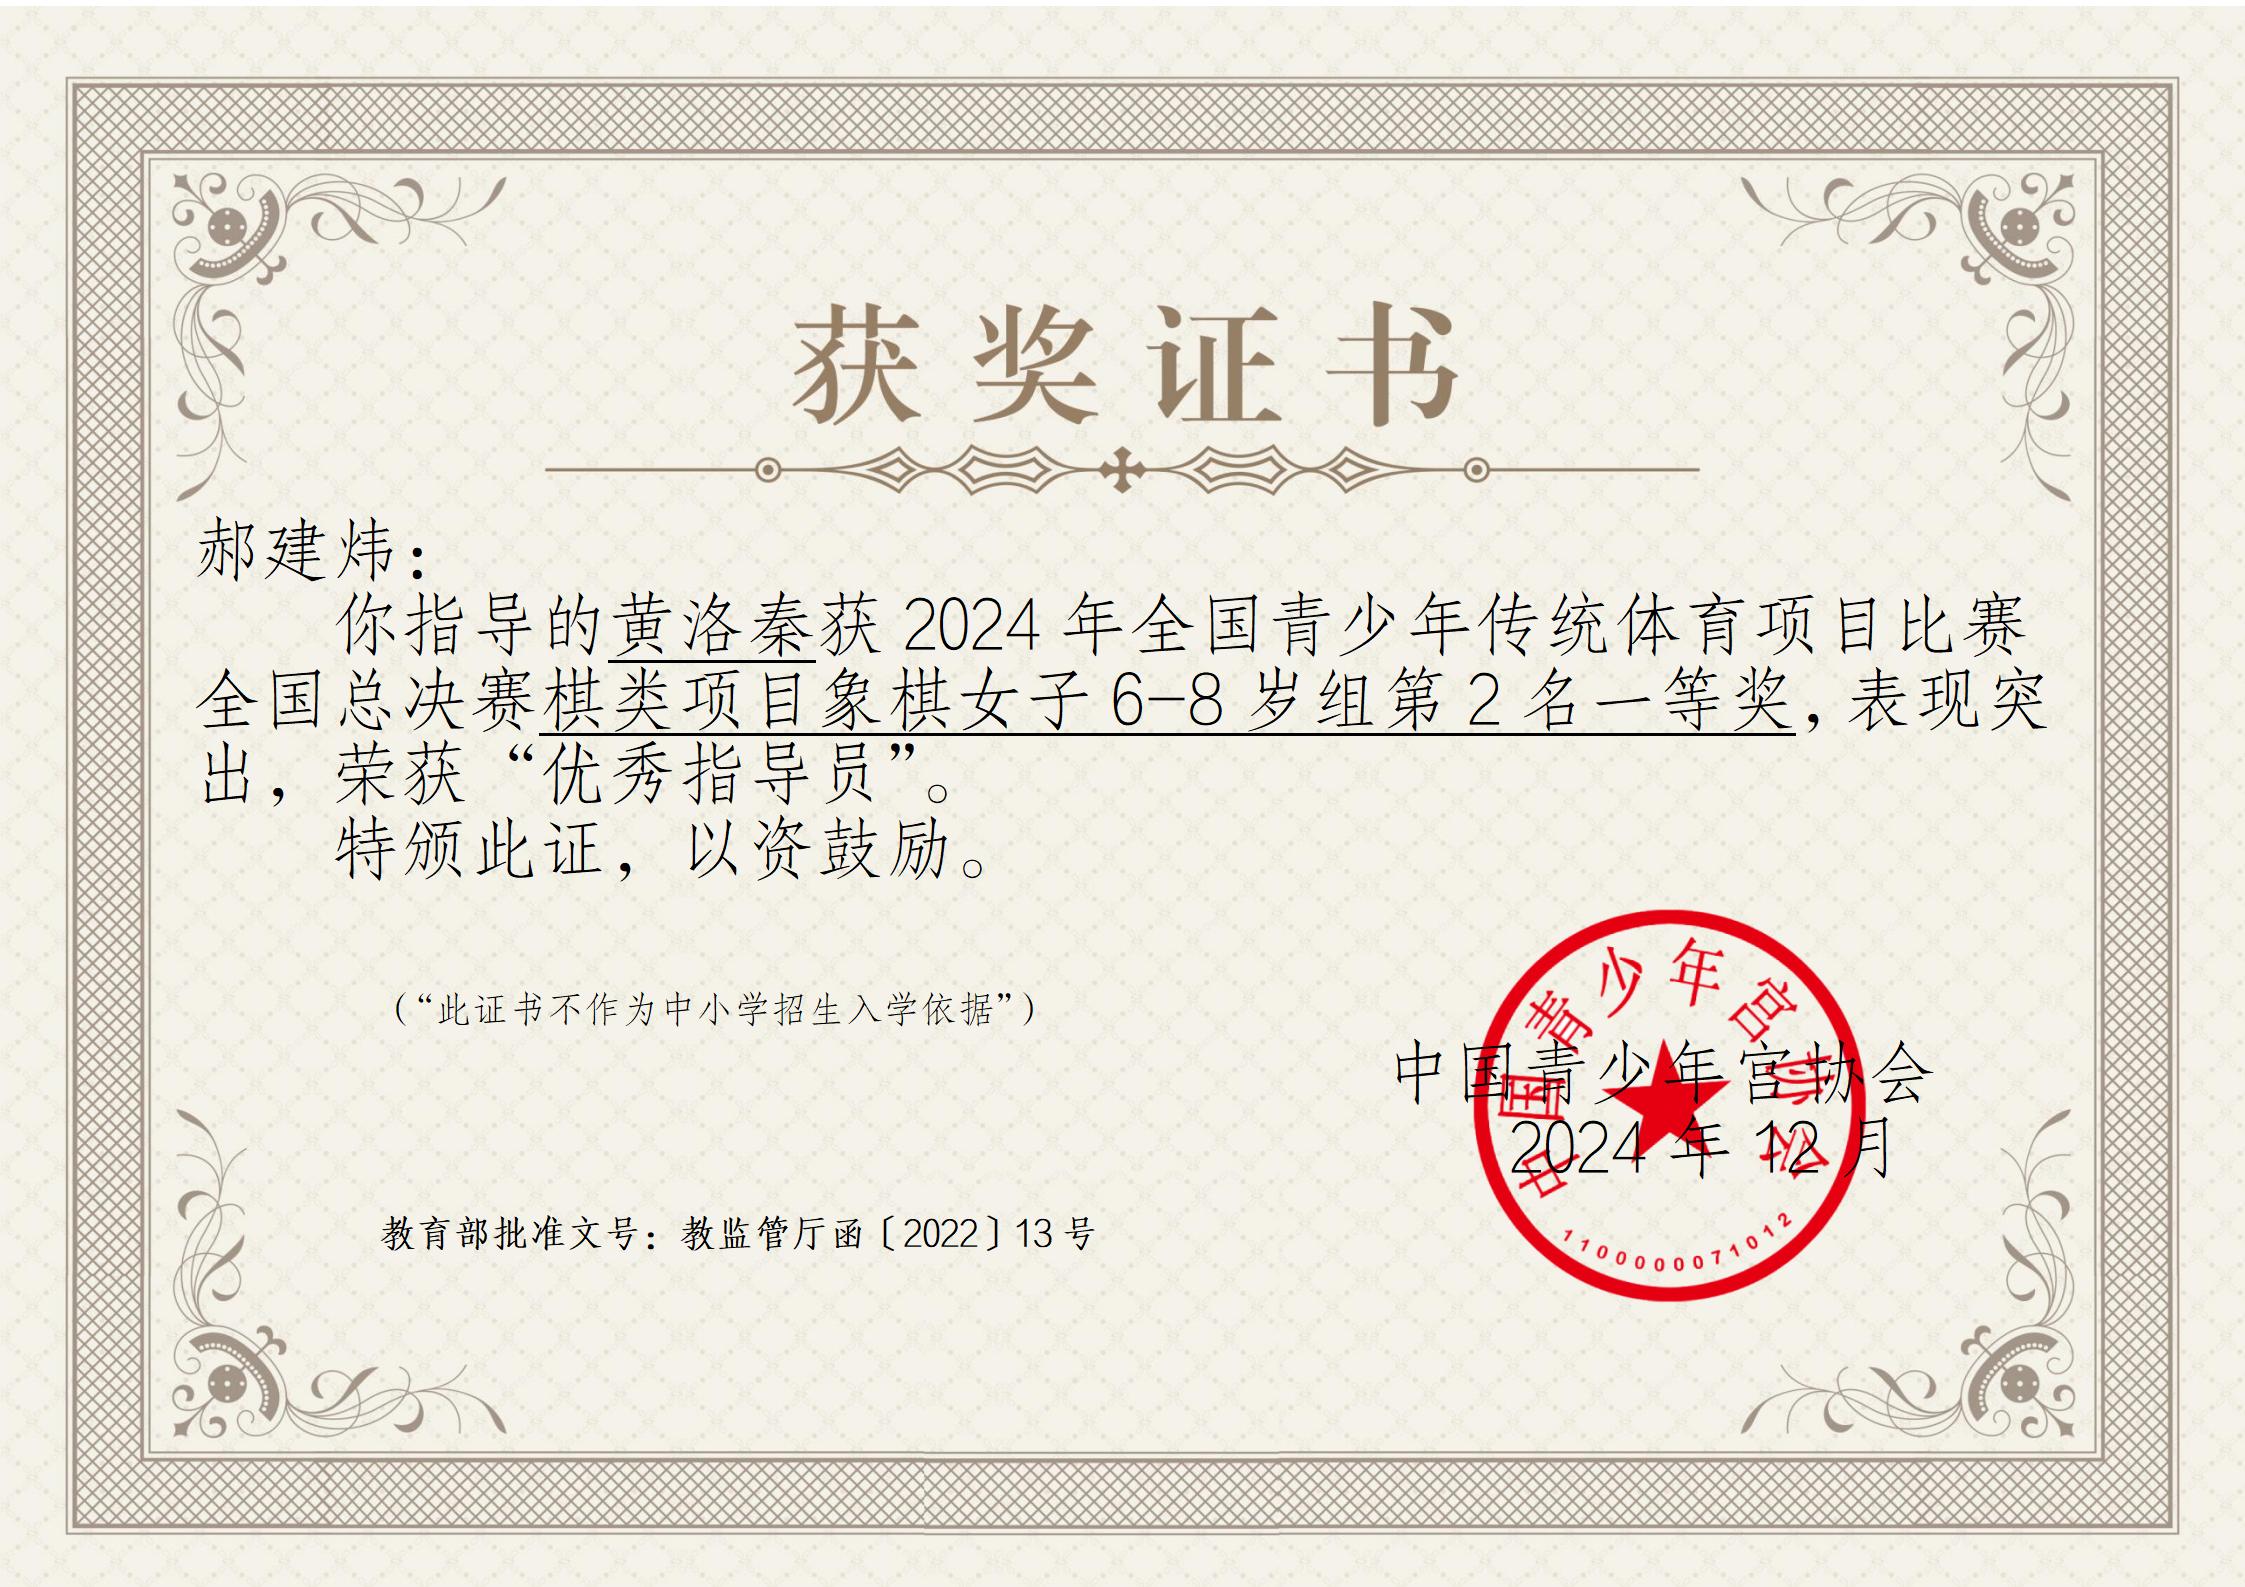 获奖证书
郝建炜：
你指导的黄洛秦获 2024 年全国青少年传统体育项目比赛
全国总决赛棋类项目象棋女子 6-8 岁组第 2 名一等奖，表现突
出，荣获“优秀指导员”。
特颁此证，以资鼓励。
（“此证书不作为中小学招生入学依据”）
中国青少年宫协会
中国青少年宫协会
2024 年 12 月
1100000071012
教育部批准文号：教监管厅函〔2022〕13 号